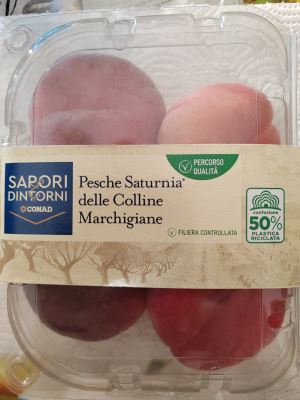 PERCORSO
QUALITÀ
SAPORI
&
DINTORNI
CONAD
Pesche Saturnia®
delle Colline
Marchigiane
FILIERA CONTROLLATA
confezione
50%
PLASTICA
RICICLATA